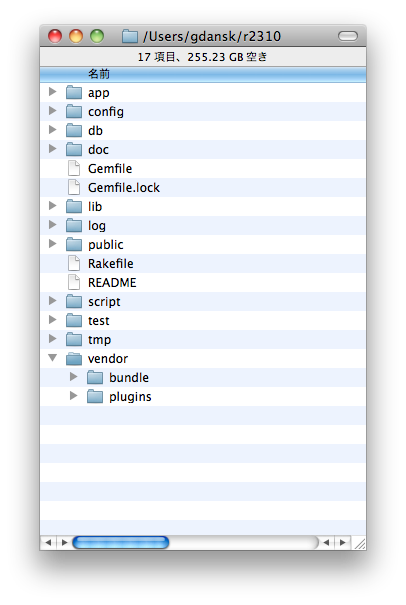 /Users/gdansk/r2310
17 項目、255.23 GB 空き
名前
app
config
db
doc
Gemfile
Gemfile.lock
lib
log
public
Rakefile
README
script
test
tmp
vendor
bundle
plugins